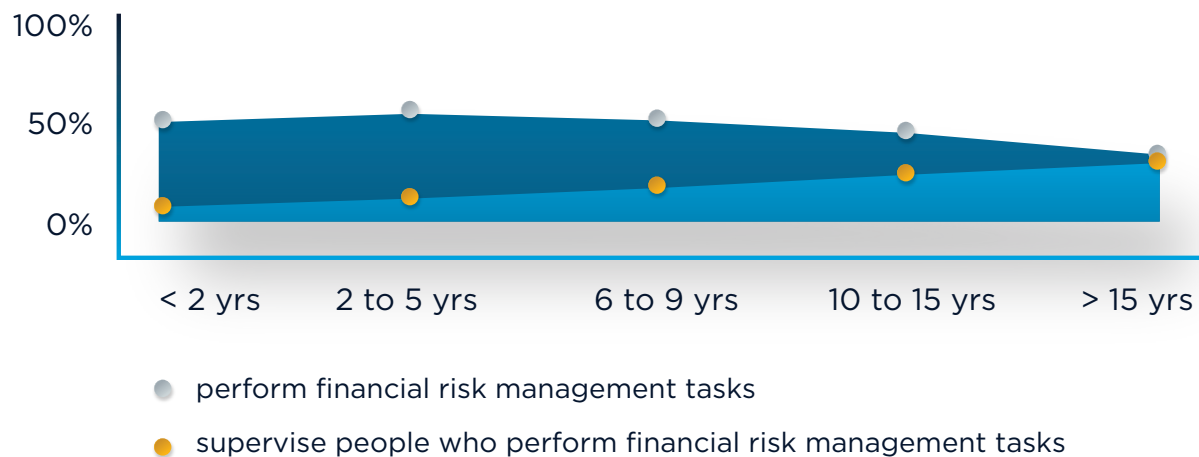 100%
50%
0%
< 2 yrs 2 to 5 yrs 6 to 9 yrs 10 to 15 yrs > 15 yrs
perform financial risk management tasks
supervise people who perform financial risk management tasks